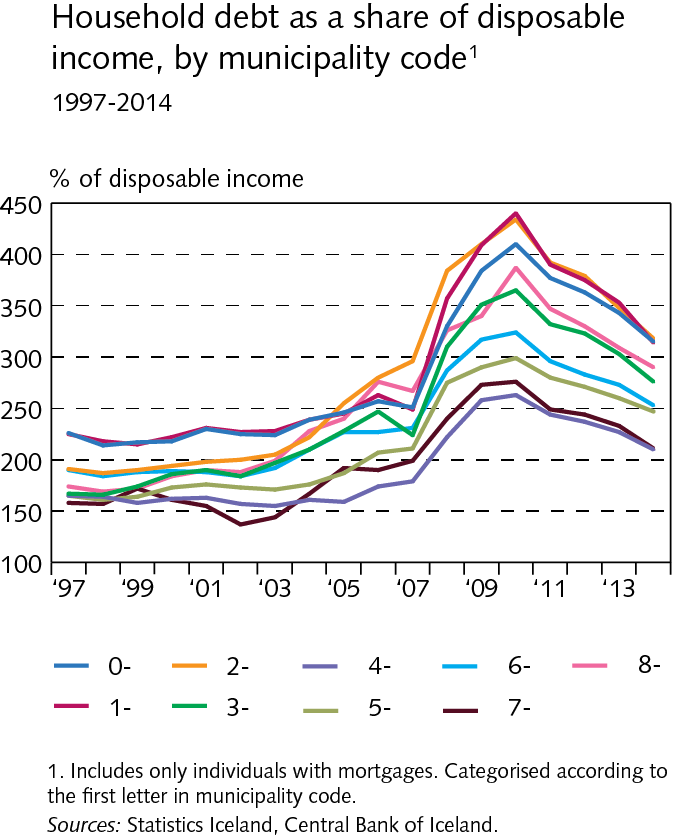 Household debt as a share of disposable
income, by municipality code¹
1997-2014
% of disposable income
450
400
350
300
250
200
150
100
‘97 ‘99 ‘01 ‘03 ‘05 ‘07 ‘09 ‘11 ‘13
0- 2- 4- 6- 8-
1- 3- 5- 7-
1. Includes only individuals with mortgages. Categorised according to
the first letter in municipality code.
Sources: Statistics Iceland, Central Bank of Iceland.